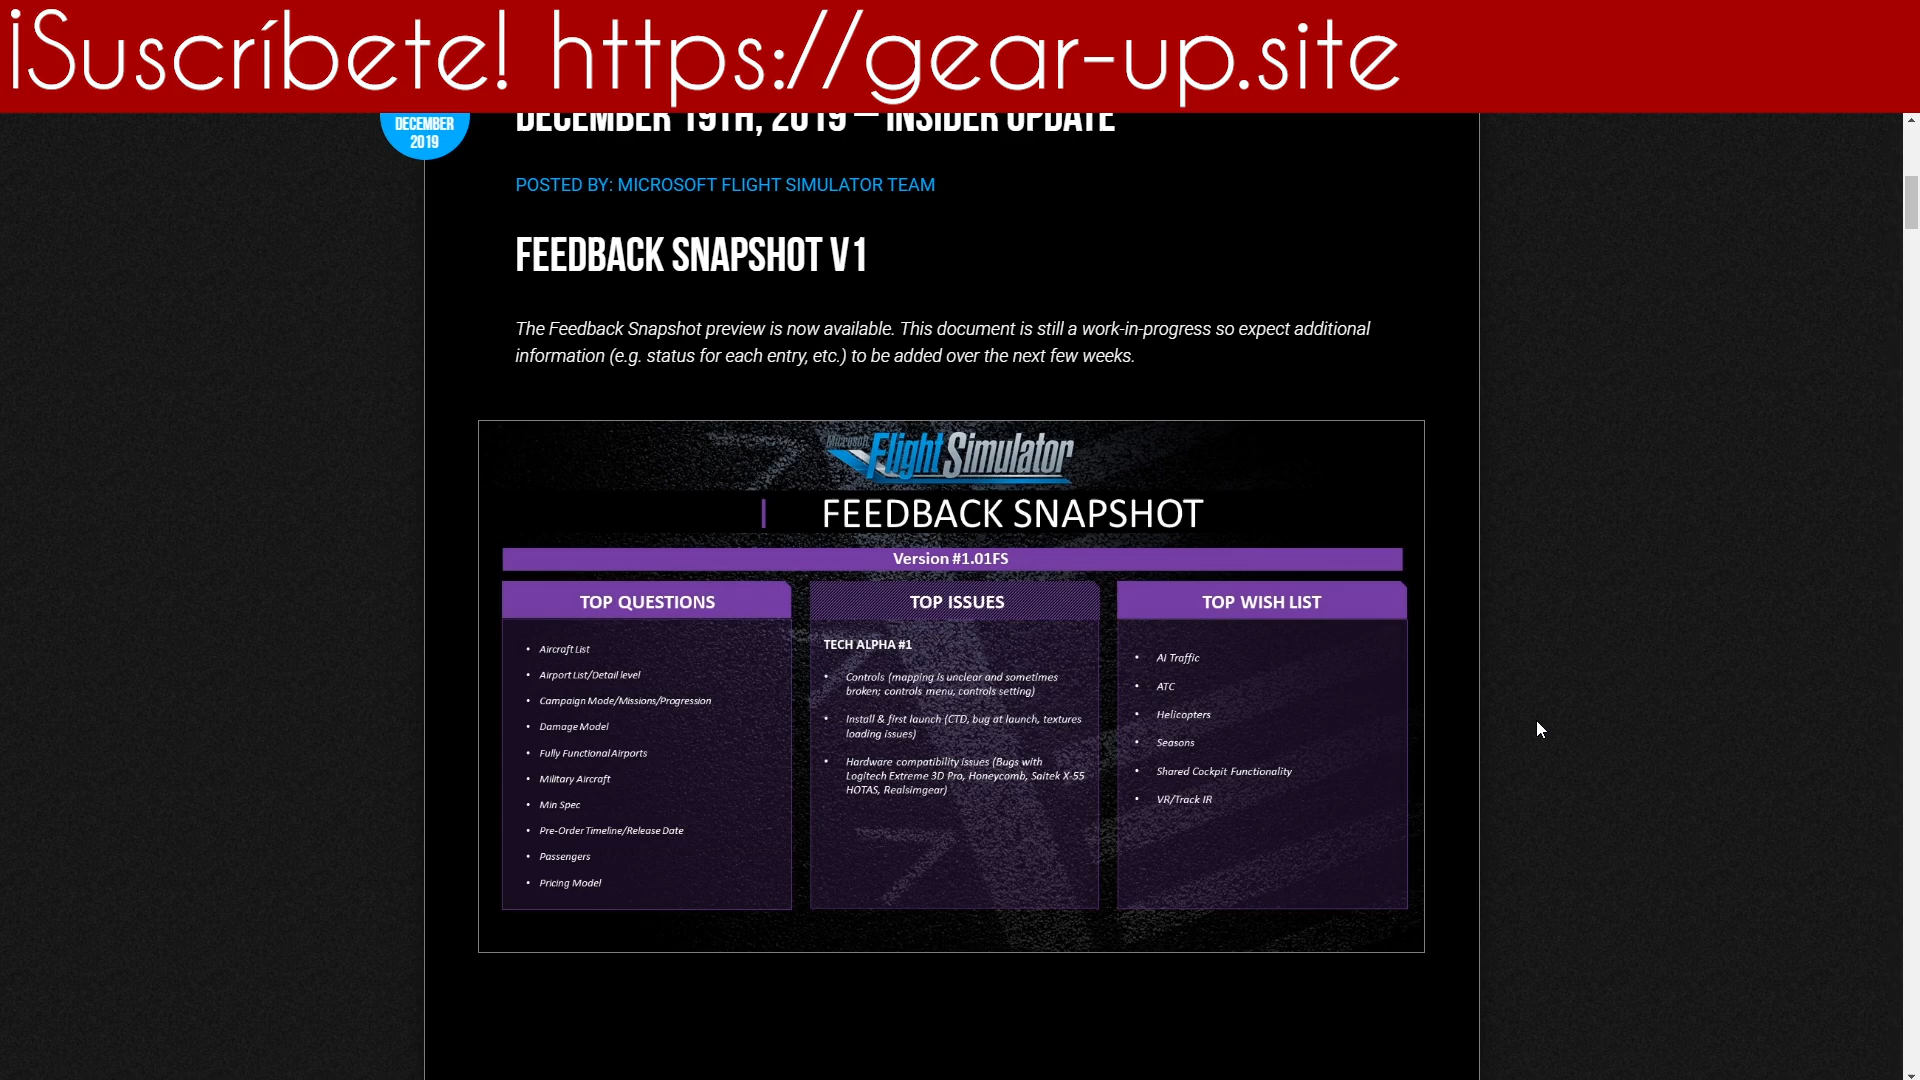 ¡Suscríbete! https://gear-up.site
DECEMBER
2019
DECEMBER 19TH, 2019 – INSIDER UPDATE
POSTED BY: MICROSOFT FLIGHT SIMULATOR TEAM
FEEDBACK SNAPSHOT V1
The Feedback Snapshot preview is now available. This document is still a work-in-progress so expect additional
information (e.g. status for each entry, etc.) to be added over the next few weeks.
Microsoft
Flight Simulator
| FEEDBACK SNAPSHOT
Version #1.01FS
TOP QUESTIONS
• Aircraft List
• Airport List/Detail level
• Campaign Mode/Missions/Progression
• Damage Model
• Fully Functional Airports
• Military Aircraft
• Min Spec
• Pre-Order Timeline/Release Date
• Passengers
• Pricing Model
TOP ISSUES
TECH ALPHA #1
• Controls (mapping is unclear and sometimes
broken; controls menu, controls setting)
• Install & first launch (CTD, bug at launch, textures
loading issues)
• Hardware compatibility issues (Bugs with
Logitech Extreme 3D Pro, Honeycomb, Saitek X-55
HOTAS, Realsimgear)
TOP WISH LIST
• AI Traffic
• ATC
• Helicopters
• Seasons
• Shared Cockpit Functionality
• VR/Track IR